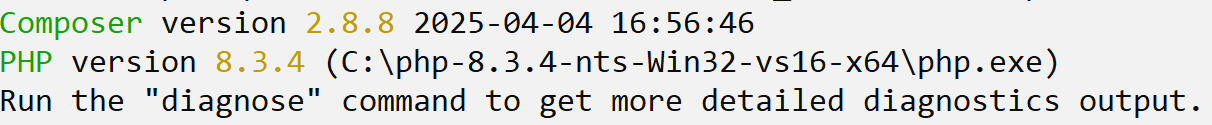 Composer version 2.8.8 2025-04-04 16:56:46
PHP version 8.3.4 (C:\php-8.3.4-nts-Win32-vs16-x64\php.exe)
Run the "diagnose" command to get more detailed diagnostics output.